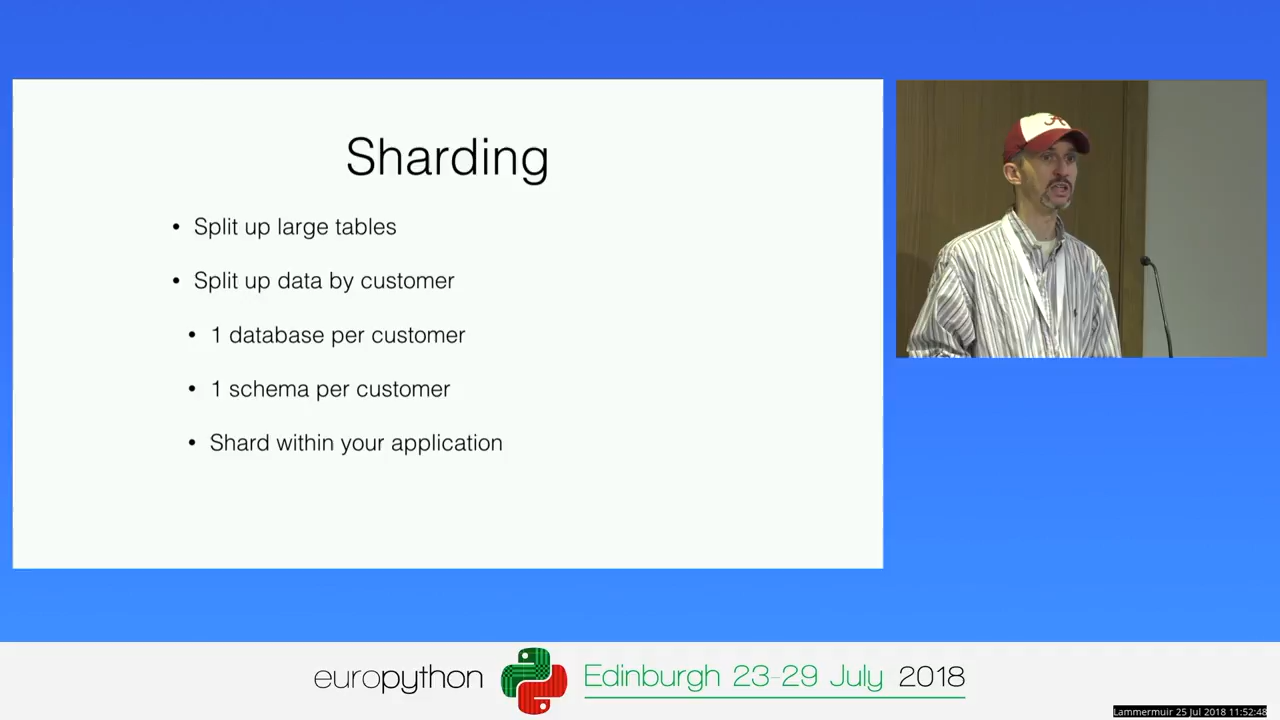 Sharding
• Split up large tables
• Split up data by customer
• 1 database per customer
• 1 schema per customer
• Shard within your application
A
europython Edinburgh 23-29 July 2018
Lammermuir 25 Jul 2018 11:52:48